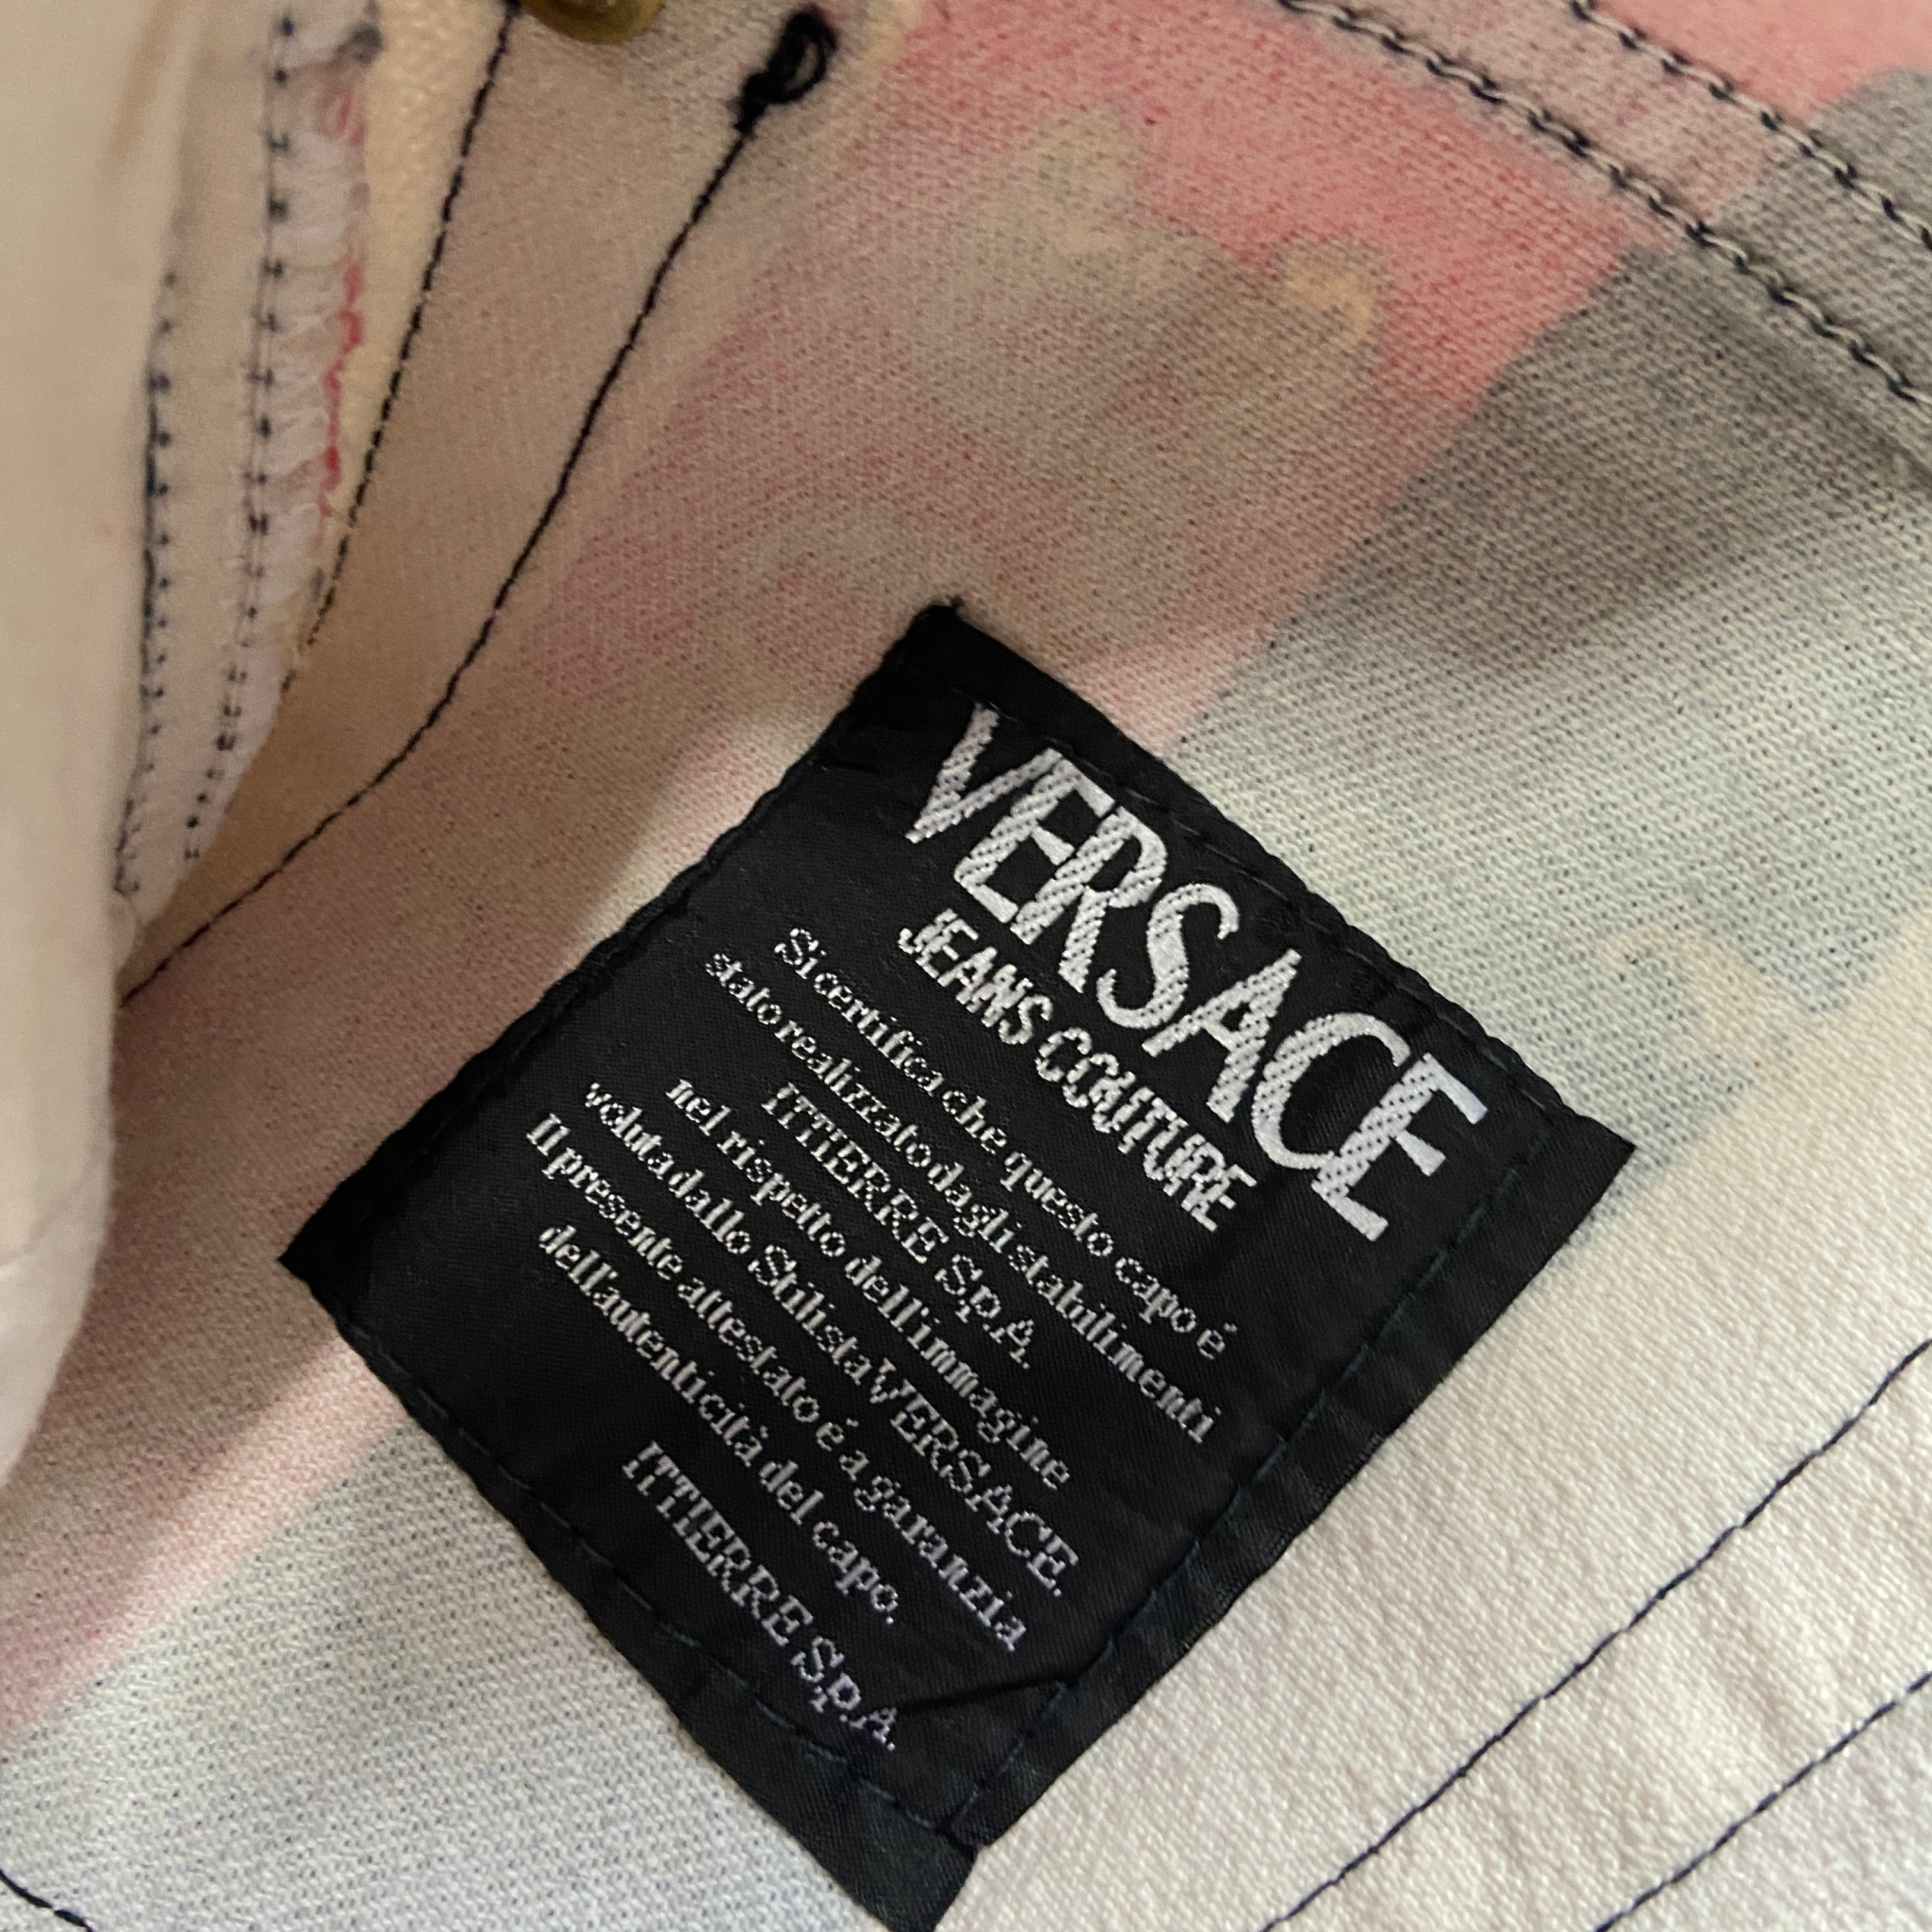 VERSACE
JEANS COUTURE
Si certifica che questo capo é
stato realizzato dagli stabilimenti
ITTIERRE S.p.A.
nel rispetto dell'immagine
voluta dallo Stilista VERSACE.
Il presente attestato é a garanzia
dell'autenticità del capo.
ITTIERRE S.p.A.